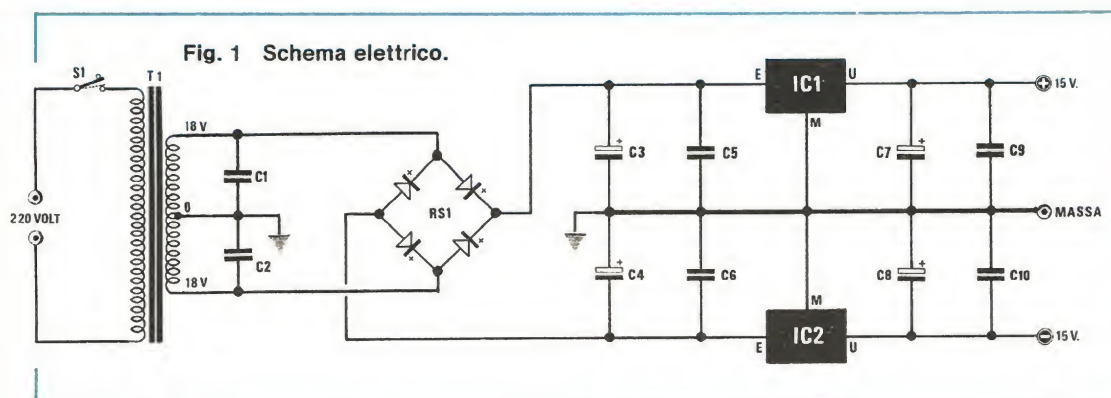 Fig. 1 Schema elettrico.
S1
T1
18 V
C1
0
C2
18 V
220 VOLT
RS1
E
IC1
U
M
+
C3
C5
+
C7
C9
15 V.
MASSA
+
C4
C6
+
C8
C10
M
E
IC2
U
15 V.